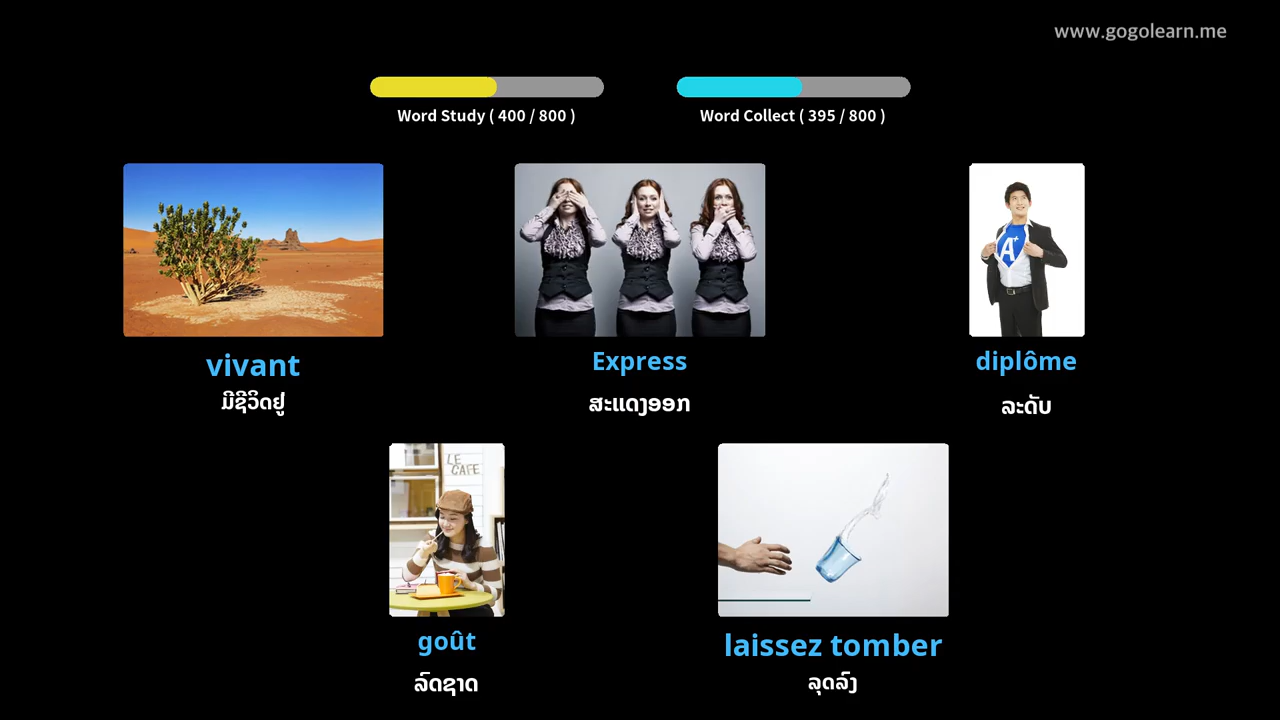 www.gogolearn.me
Word Study ( 400 / 800 )
Word Collect ( 395 / 800 )
vivant
ມີຊີວິດຢູ່
Express
ສະແດງອອກ
A+
diplôme
ລະດັບ
LE
CAFE
goût
ລົດຊາດ
laissez tomber
ລຸດລົງ